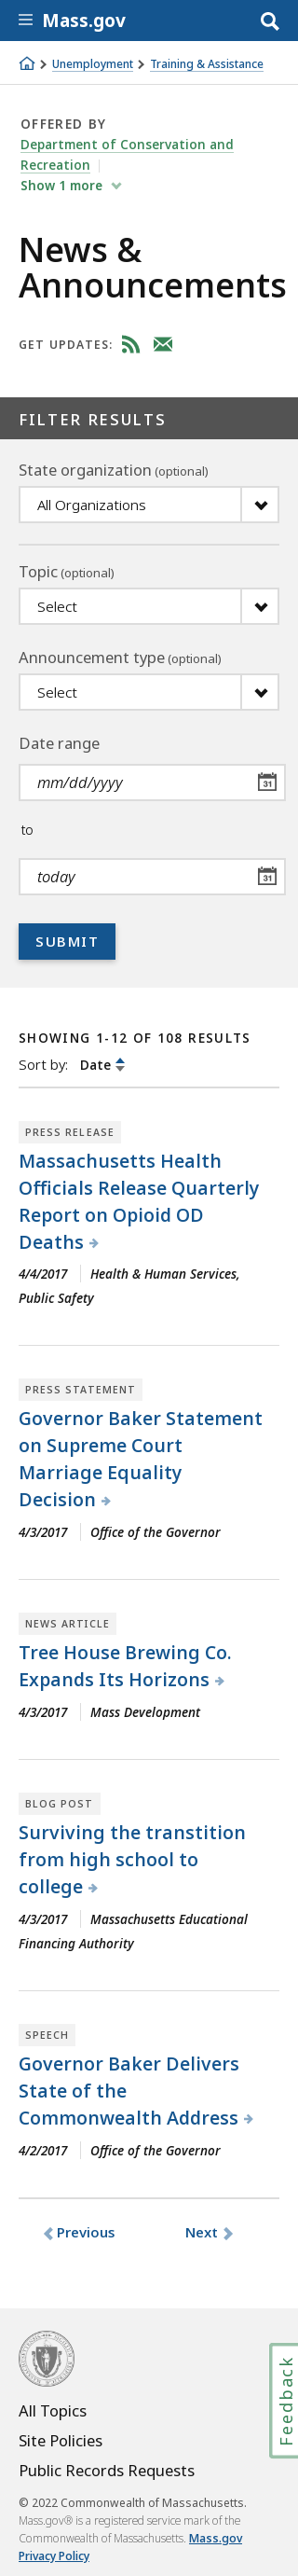 Mass.gov
Unemployment
Training & Assistance
OFFERED BY
Department of Conservation and
Recreation
Show 1 more
News &
Announcements
GET UPDATES:
FILTER RESULTS
State organization (optional)
All Organizations
Topic (optional)
Select
Announcement type (optional)
Select
Date range
mm/dd/yyyy
31
to
today
31
SUBMIT
SHOWING 1-12 OF 108 RESULTS
Sort by: Date
PRESS RELEASE
Massachusetts Health
Officials Release Quarterly
Report on Opioid OD
Deaths
4/4/2017 Health & Human Services,
Public Safety
PRESS STATEMENT
Governor Baker Statement
on Supreme Court
Marriage Equality
Decision
4/3/2017 Office of the Governor
NEWS ARTICLE
Tree House Brewing Co.
Expands Its Horizons
4/3/2017 Mass Development
BLOG POST
Surviving the transtition
from high school to
college
4/3/2017 Massachusetts Educational
Financing Authority
SPEECH
Governor Baker Delivers
State of the
Commonwealth Address
4/2/2017 Office of the Governor
Previous
Next
Feedback
All Topics
Site Policies
Public Records Requests
© 2022 Commonwealth of Massachusetts.
Mass.gov® is a registered service mark of the
Commonwealth of Massachusetts. Mass.gov
Privacy Policy